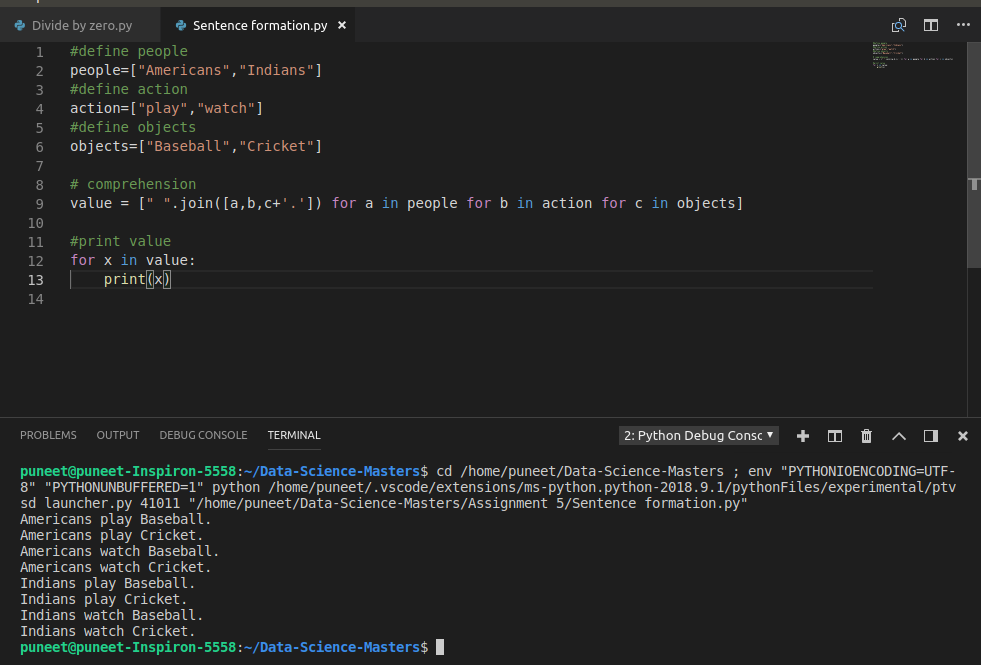 Divide by zero.py Sentence formation.py ×
1 #define people
2 people=["Americans","Indians"]
3 #define action
4 action=["play","watch"]
5 #define objects
6 objects=["Baseball","Cricket"]
7
8 # comprehension
9 value = [" ".join([a,b,c+'.']) for a in people for b in action for c in objects]
10
11 #print value
12 for x in value:
13 print(x)
14
PROBLEMS OUTPUT DEBUG CONSOLE TERMINAL 2: Python Debug Consc
puneet@puneet-Inspiron-5558:~/Data-Science-Masters$ cd /home/puneet/Data-Science-Masters ; env "PYTHONIOENCODING=UTF-
8" "PYTHONUNBUFFERED=1" python /home/puneet/.vscode/extensions/ms-python.python-2018.9.1/pythonFiles/experimental/ptv
sd launcher.py 41011 "/home/puneet/Data-Science-Masters/Assignment 5/Sentence formation.py"
Americans play Baseball.
Americans play Cricket.
Americans watch Baseball.
Americans watch Cricket.
Indians play Baseball.
Indians play Cricket.
Indians watch Baseball.
Indians watch Cricket.
puneet@puneet-Inspiron-5558:~/Data-Science-Masters$